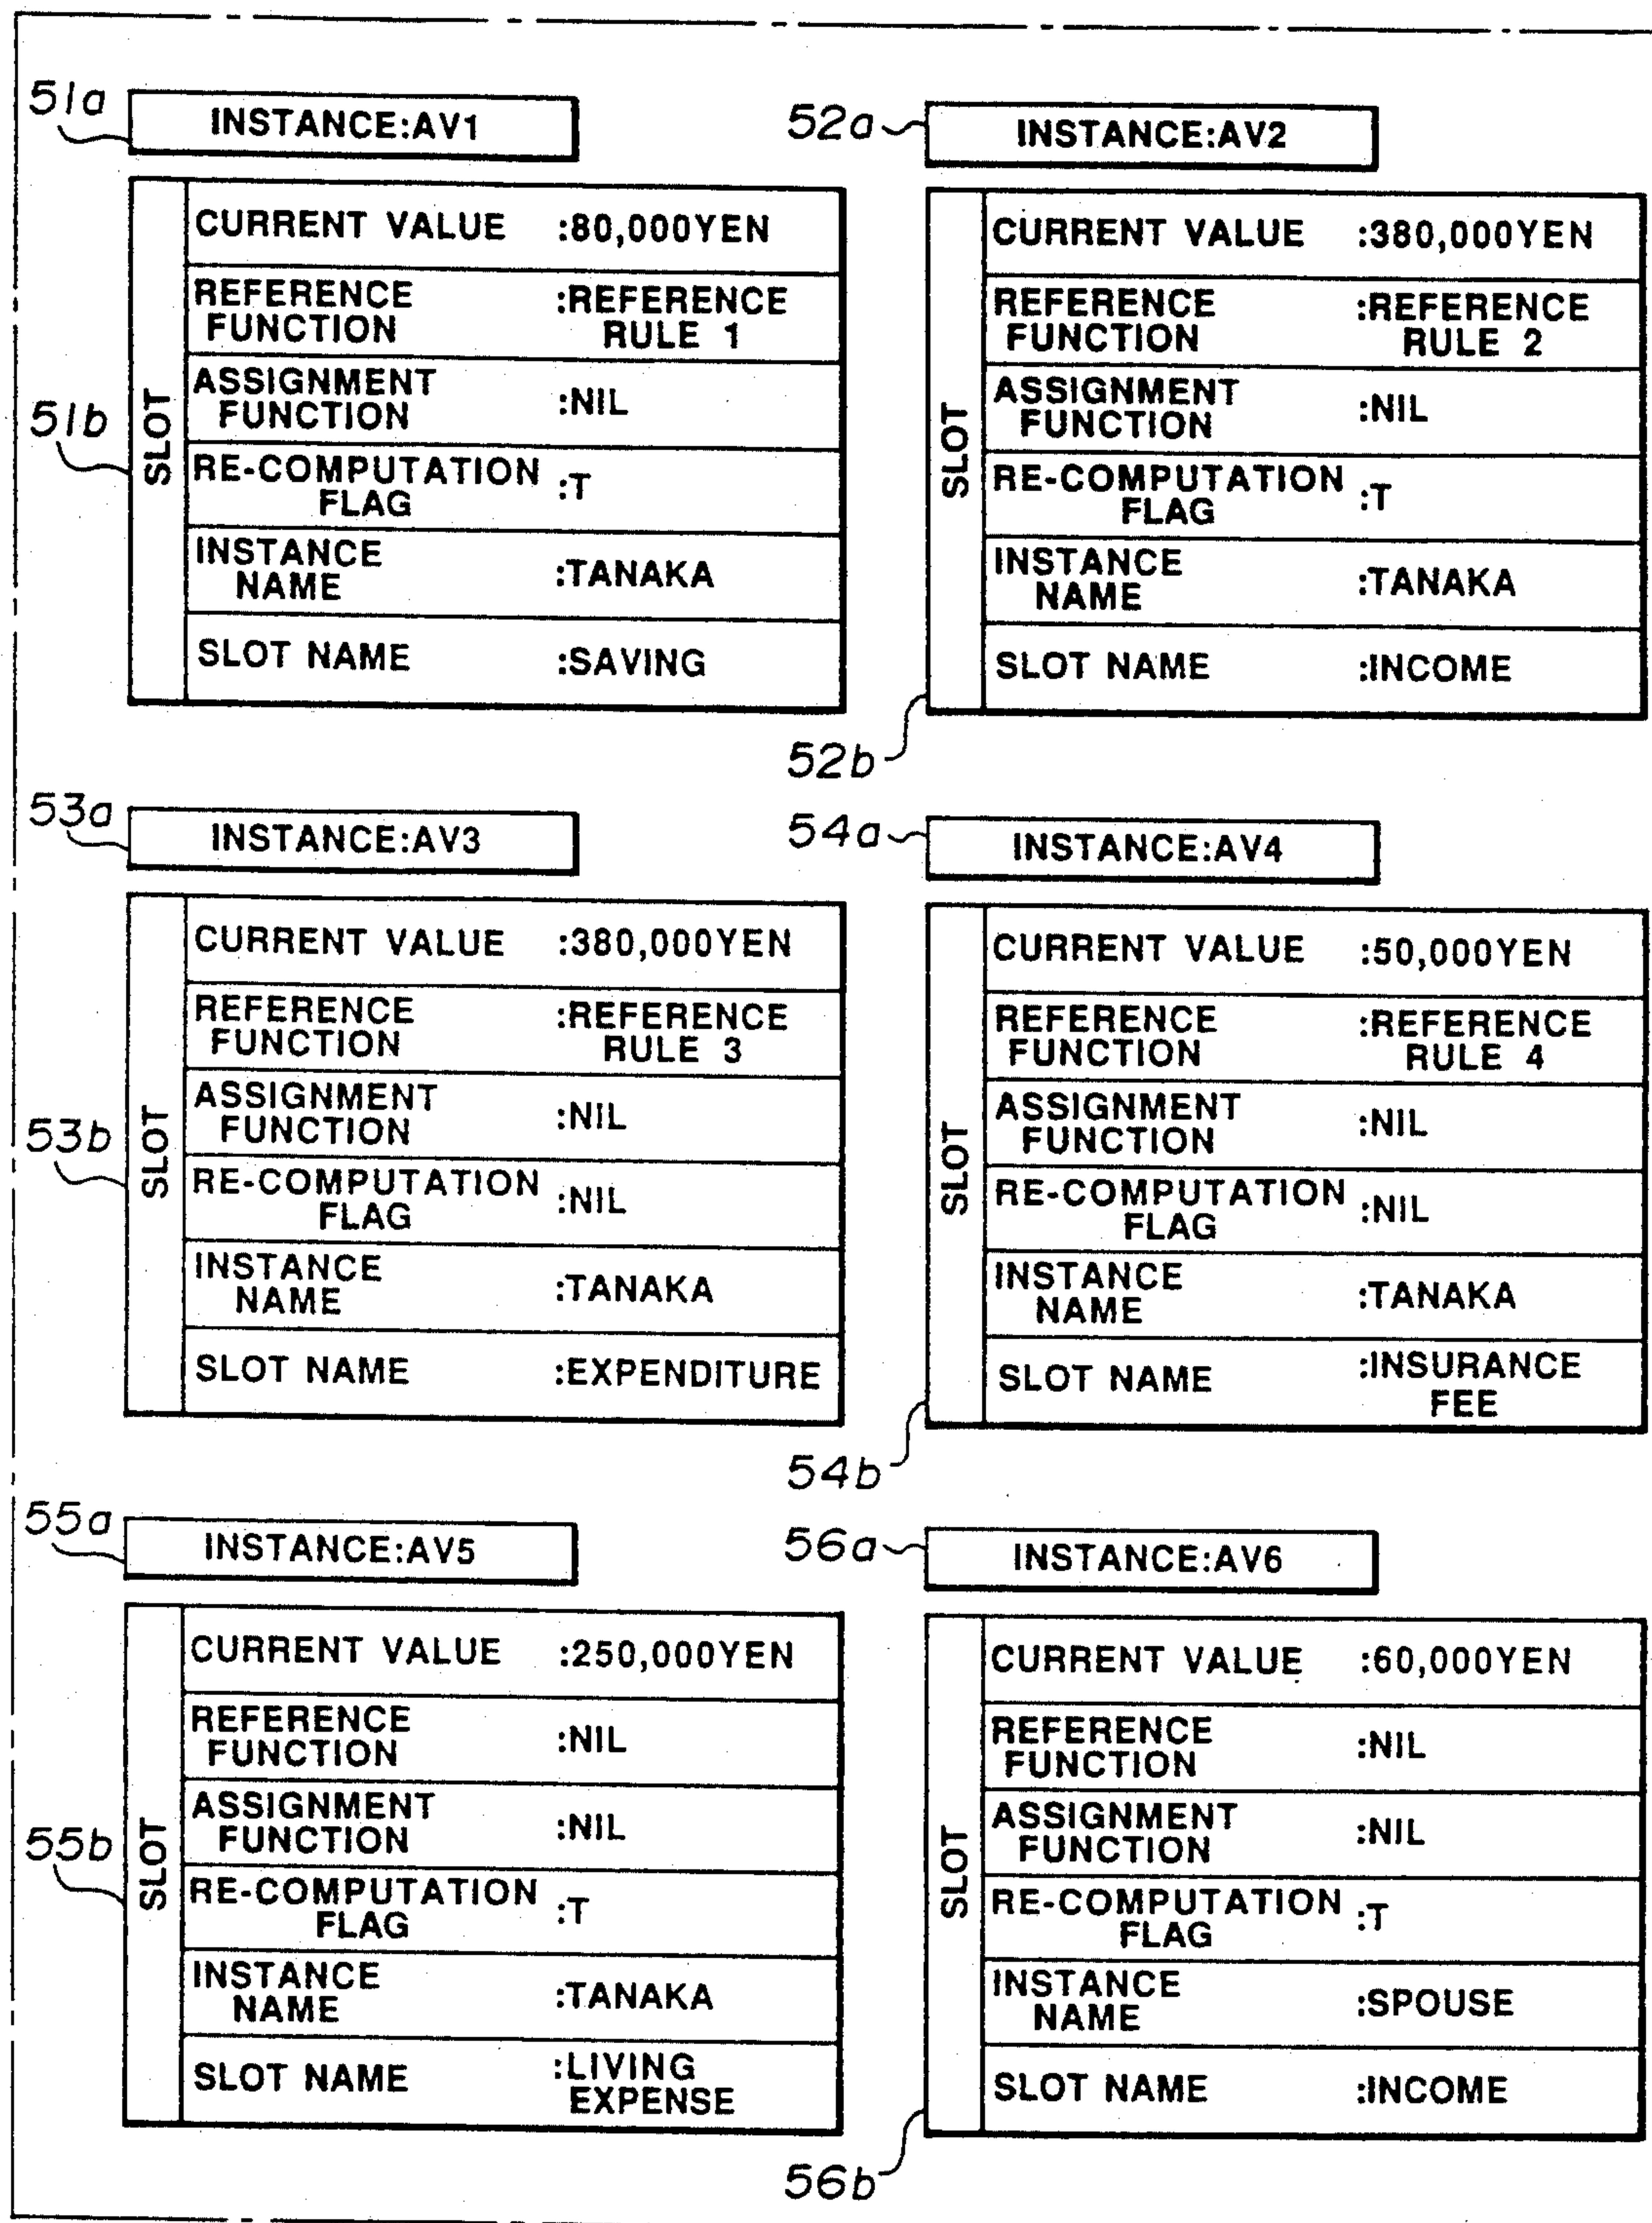 51a
INSTANCE:AV1
51b
SLOT
CURRENT VALUE :80,000YEN
REFERENCE :REFERENCE
FUNCTION RULE 1
ASSIGNMENT
FUNCTION :NIL
RE-COMPUTATION
FLAG :T
INSTANCE
NAME :TANAKA
SLOT NAME :SAVING
52a
INSTANCE:AV2
52b
SLOT
CURRENT VALUE :380,000YEN
REFERENCE :REFERENCE
FUNCTION RULE 2
ASSIGNMENT
FUNCTION :NIL
RE-COMPUTATION
FLAG :T
INSTANCE
NAME :TANAKA
SLOT NAME :INCOME
53a
INSTANCE:AV3
53b
SLOT
CURRENT VALUE :380,000YEN
REFERENCE :REFERENCE
FUNCTION RULE 3
ASSIGNMENT
FUNCTION :NIL
RE-COMPUTATION
FLAG :NIL
INSTANCE
NAME :TANAKA
SLOT NAME :EXPENDITURE
54a
INSTANCE:AV4
54b
SLOT
CURRENT VALUE :50,000YEN
REFERENCE :REFERENCE
FUNCTION RULE 4
ASSIGNMENT
FUNCTION :NIL
RE-COMPUTATION
FLAG :NIL
INSTANCE
NAME :TANAKA
SLOT NAME :INSURANCE
FEE
55a
INSTANCE:AV5
55b
SLOT
CURRENT VALUE :250,000YEN
REFERENCE
FUNCTION :NIL
ASSIGNMENT
FUNCTION :NIL
RE-COMPUTATION
FLAG :T
INSTANCE
NAME :TANAKA
SLOT NAME :LIVING
EXPENSE
56a
INSTANCE:AV6
56b
SLOT
CURRENT VALUE :60,000YEN
REFERENCE
FUNCTION :NIL
ASSIGNMENT
FUNCTION :NIL
RE-COMPUTATION
FLAG :T
INSTANCE
NAME :SPOUSE
SLOT NAME :INCOME